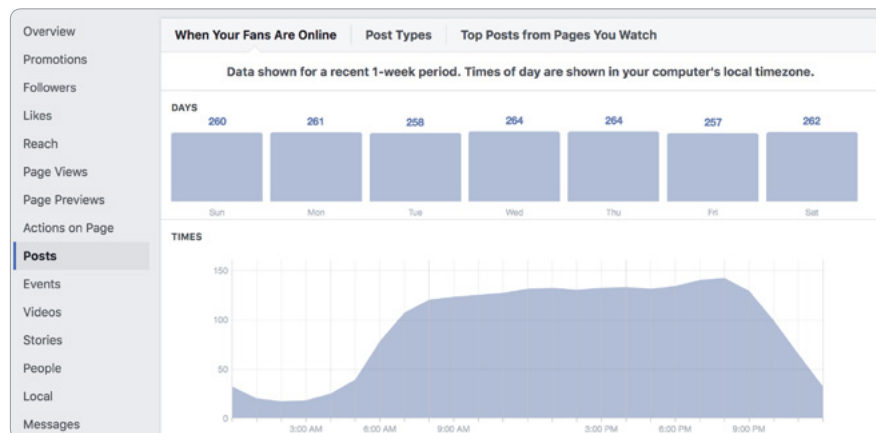 Overview
Promotions
Followers
Likes
Reach
Page Views
Page Previews
Actions on Page
Posts
Events
Videos
Stories
People
Local
Messages
When Your Fans Are Online Post Types Top Posts from Pages You Watch
Data shown for a recent 1-week period. Times of day are shown in your computer's local timezone.
DAYS
260 261 258 264 264 257 262
Sun Mon Tue Wed Thu Fri Sat
TIMES
150
100
50
0
3:00 AM 6:00 AM 9:00 AM 3:00 PM 6:00 PM 9:00 PM